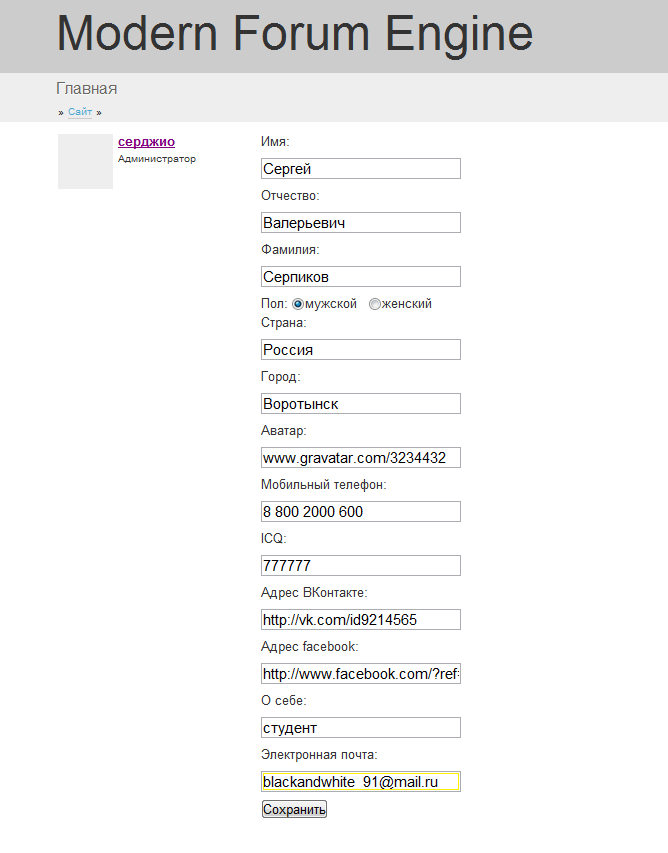 Modern Forum Engine
Главная
» Сайт »
серджио
Администратор
Имя:
Сергей
Отчество:
Валерьевич
Фамилия:
Серпиков
Пол: мужской женский
Страна:
Россия
Город:
Воротынск
Аватар:
www.gravatar.com/3234432
Мобильный телефон:
8 800 2000 600
ICQ:
777777
Адрес ВКонтакте:
http://vk.com/id9214565
Адрес facebook:
http://www.facebook.com/?ref=
О себе:
студент
Электронная почта:
blackandwhite_91@mail.ru
Сохранить